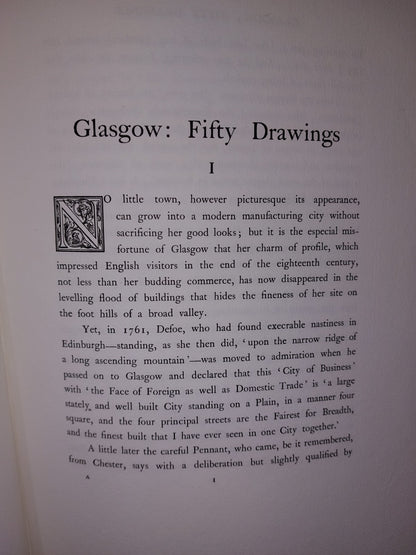 Glasgow: Fifty Drawings
I
NO little town, however picturesque its appearance,
can grow into a modern manufacturing city without
sacrificing her good looks; but it is the especial mis-
fortune of Glasgow that her charm of profile, which
impressed English visitors in the end of the eighteenth century,
not less than her budding commerce, has now disappeared in the
levelling flood of buildings that hides the fineness of her site on
the foot hills of a broad valley.
Yet, in 1761, Defoe, who had found execrable nastiness in
Edinburgh—standing, as she then did, ‘upon the narrow ridge of
a long ascending mountain’—was moved to admiration when he
passed on to Glasgow and declared that this ‘City of Business’
with ‘the Face of Foreign as well as Domestic Trade’ is ‘a large
stately, and well built City standing on a Plain, in a manner four
square, and the four principal streets are the Fairest for Breadth,
and the finest built that I have ever seen in one City together.’
A little later the careful Pennant, who came, be it remembered,
from Chester, says with a deliberation but slightly qualified by
A 1